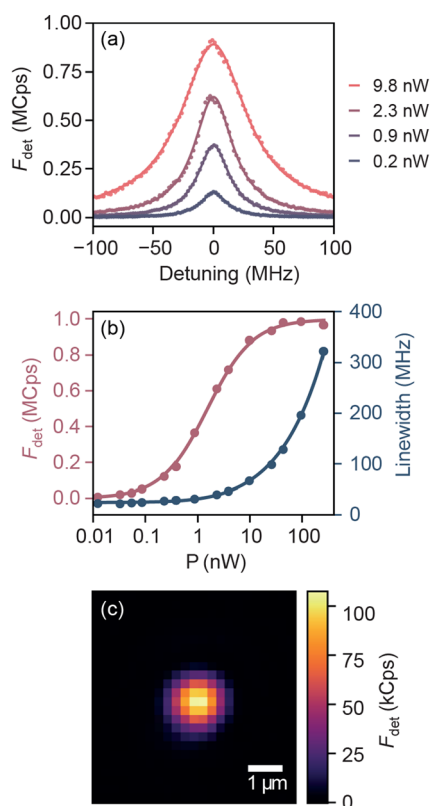 (a)
1.00
0.75
0.50
0.25
0.00
F_det (MCps)
−100 −50 0 50 100
Detuning (MHz)
9.8 nW
2.3 nW
0.9 nW
0.2 nW
(b)
1.0
0.8
0.6
0.4
0.2
0.0
F_det (MCps)
400
300
200
100
0
Linewidth (MHz)
0.01 0.1 1 10 100
P (nW)
(c)
1 µm
100
75
50
25
0
F_det (kCps)